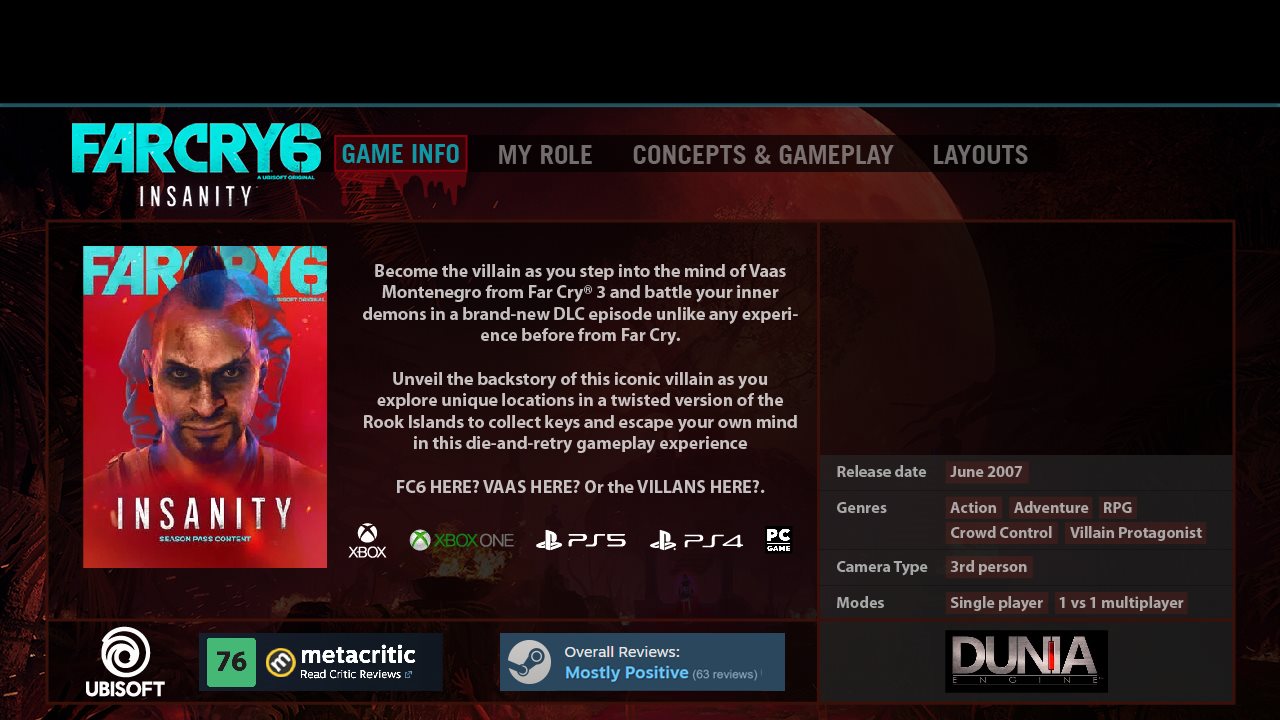 FARCRY6
A UBISOFT ORIGINAL
INSANITY
GAME INFO
MY ROLE
CONCEPTS & GAMEPLAY
LAYOUTS
FARCRY6
UBISOFT ORIGINAL
INSANITY
SEASON PASS CONTENT
Become the villain as you step into the mind of Vaas
Montenegro from Far Cry® 3 and battle your inner
demons in a brand-new DLC episode unlike any experi-
ence before from Far Cry.
Unveil the backstory of this iconic villain as you
explore unique locations in a twisted version of the
Rook Islands to collect keys and escape your own mind
in this die-and-retry gameplay experience
FC6 HERE? VAAS HERE? Or the VILLANS HERE?.
XBOX
XBOX ONE
PS5
PS4
PC
GAME
Release date June 2007
Genres Action Adventure RPG
Crowd Control Villain Protagonist
Camera Type 3rd person
Modes Single player 1 vs 1 multiplayer
UBISOFT
76
metacritic
Read Critic Reviews
Overall Reviews:
Mostly Positive (63 reviews)
DUNIA
ENGINE